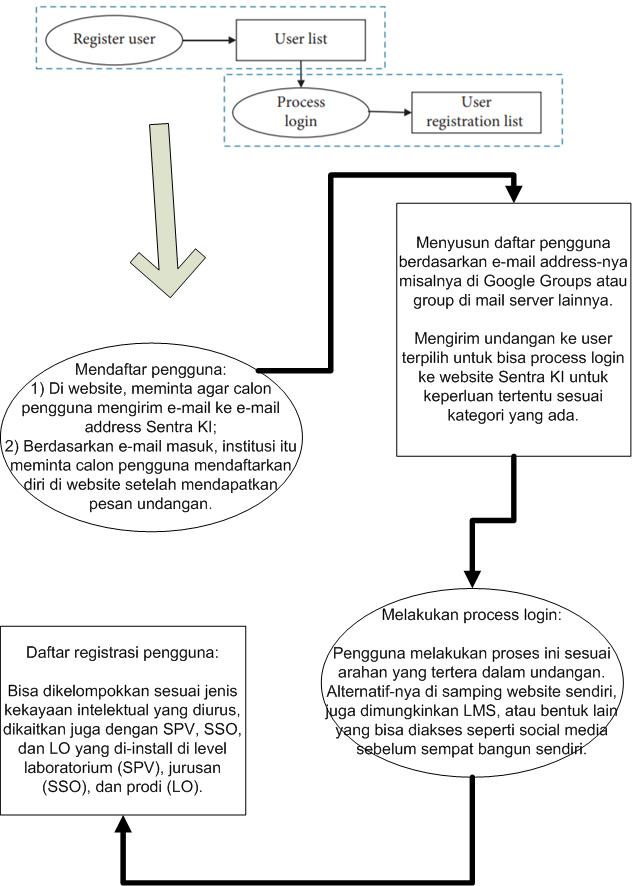 Register user
User list
Process
login
User
registration list
Mendaftar pengguna:
1) Di website, meminta agar calon
pengguna mengirim e-mail ke e-mail
address Sentra KI;
2) Berdasarkan e-mail masuk, institusi itu
meminta calon pengguna mendaftarkan
diri di website setelah mendapatkan
pesan undangan.
Menyusun daftar pengguna
berdasarkan e-mail address-nya
misalnya di Google Groups atau
group di mail server lainnya.
Mengirim undangan ke user
terpilih untuk bisa process login
ke website Sentra KI untuk
keperluan tertentu sesuai
kategori yang ada.
Melakukan process login:
Pengguna melakukan proses ini sesuai
arahan yang tertera dalam undangan.
Alternatif-nya di samping website sendiri,
juga dimungkinkan LMS, atau bentuk lain
yang bisa diakses seperti social media
sebelum sempat bangun sendiri.
Daftar registrasi pengguna:
Bisa dikelompokkan sesuai jenis
kekayaan intelektual yang diurus,
dikaitkan juga dengan SPV, SSO,
dan LO yang di-install di level
laboratorium (SPV), jurusan
(SSO), dan prodi (LO).